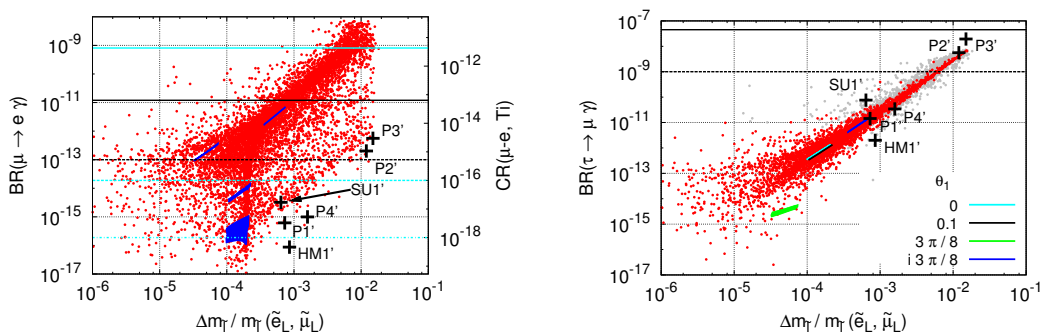 10⁻⁹
10⁻¹¹
10⁻¹³
10⁻¹⁵
10⁻¹⁷
BR(μ → e γ)
10⁻⁶
10⁻⁵
10⁻⁴
10⁻³
10⁻²
10⁻¹
Δm_l̃ / m_l̃ (ẽ_L, μ̃_L)
10⁻¹²
10⁻¹⁴
10⁻¹⁶
10⁻¹⁸
CR(μ-e, Ti)
P3'
P2'
SU1'
P4'
P1'
HM1'
10⁻⁷
10⁻⁹
10⁻¹¹
10⁻¹³
10⁻¹⁵
10⁻¹⁷
BR(τ → μ γ)
10⁻⁶
10⁻⁵
10⁻⁴
10⁻³
10⁻²
10⁻¹
Δm_l̃ / m_l̃ (ẽ_L, μ̃_L)
P2'
P3'
SU1'
P1'
P4'
HM1'
θ₁
0
0.1
3 π / 8
i 3 π / 8